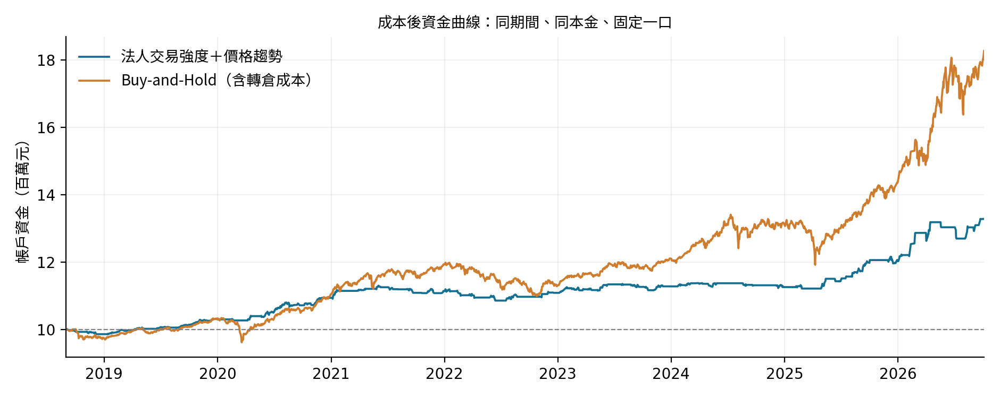 成本後資金曲線：同期間、同本金、固定一口
法人交易強度＋價格趨勢
Buy-and-Hold（含轉倉成本）
帳戶資金（百萬元）
18
16
14
12
10
2019 2020 2021 2022 2023 2024 2025 2026